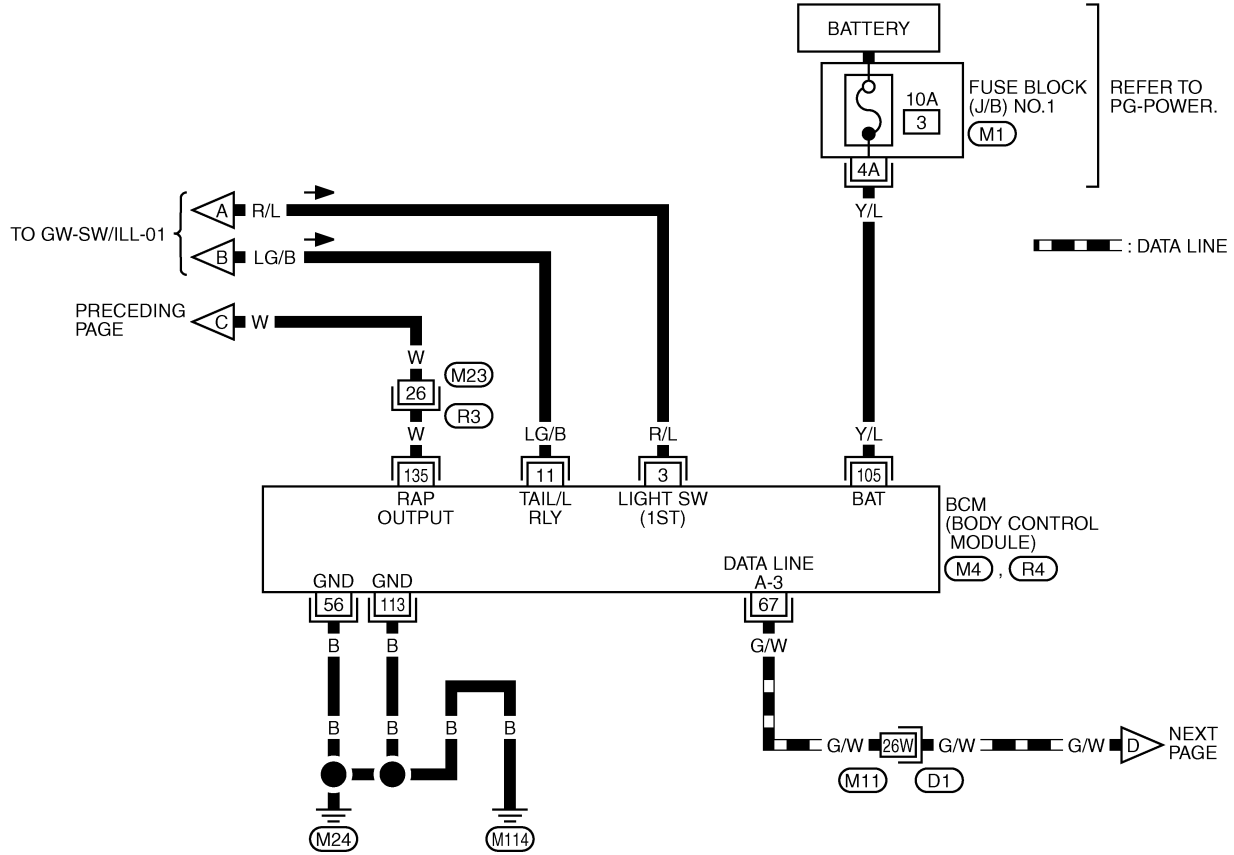 BATTERY
10A
3
FUSE BLOCK
(J/B) NO.1
M1
REFER TO
PG-POWER.
4A
Y/L
: DATA LINE
TO GW-SW/ILL-01
A
R/L
B
LG/B
PRECEDING
PAGE
C
W
W
M23
26
R3
W
LG/B
R/L
Y/L
135
11
3
105
RAP
OUTPUT
TAIL/L
RLY
LIGHT SW
(1ST)
BAT
BCM
(BODY CONTROL
MODULE)
M4 , R4
GND
GND
DATA LINE
A-3
56
113
67
B
B
G/W
B
B
B
B
G/W
26W
G/W
G/W
D
NEXT
PAGE
M11
D1
M24
M114